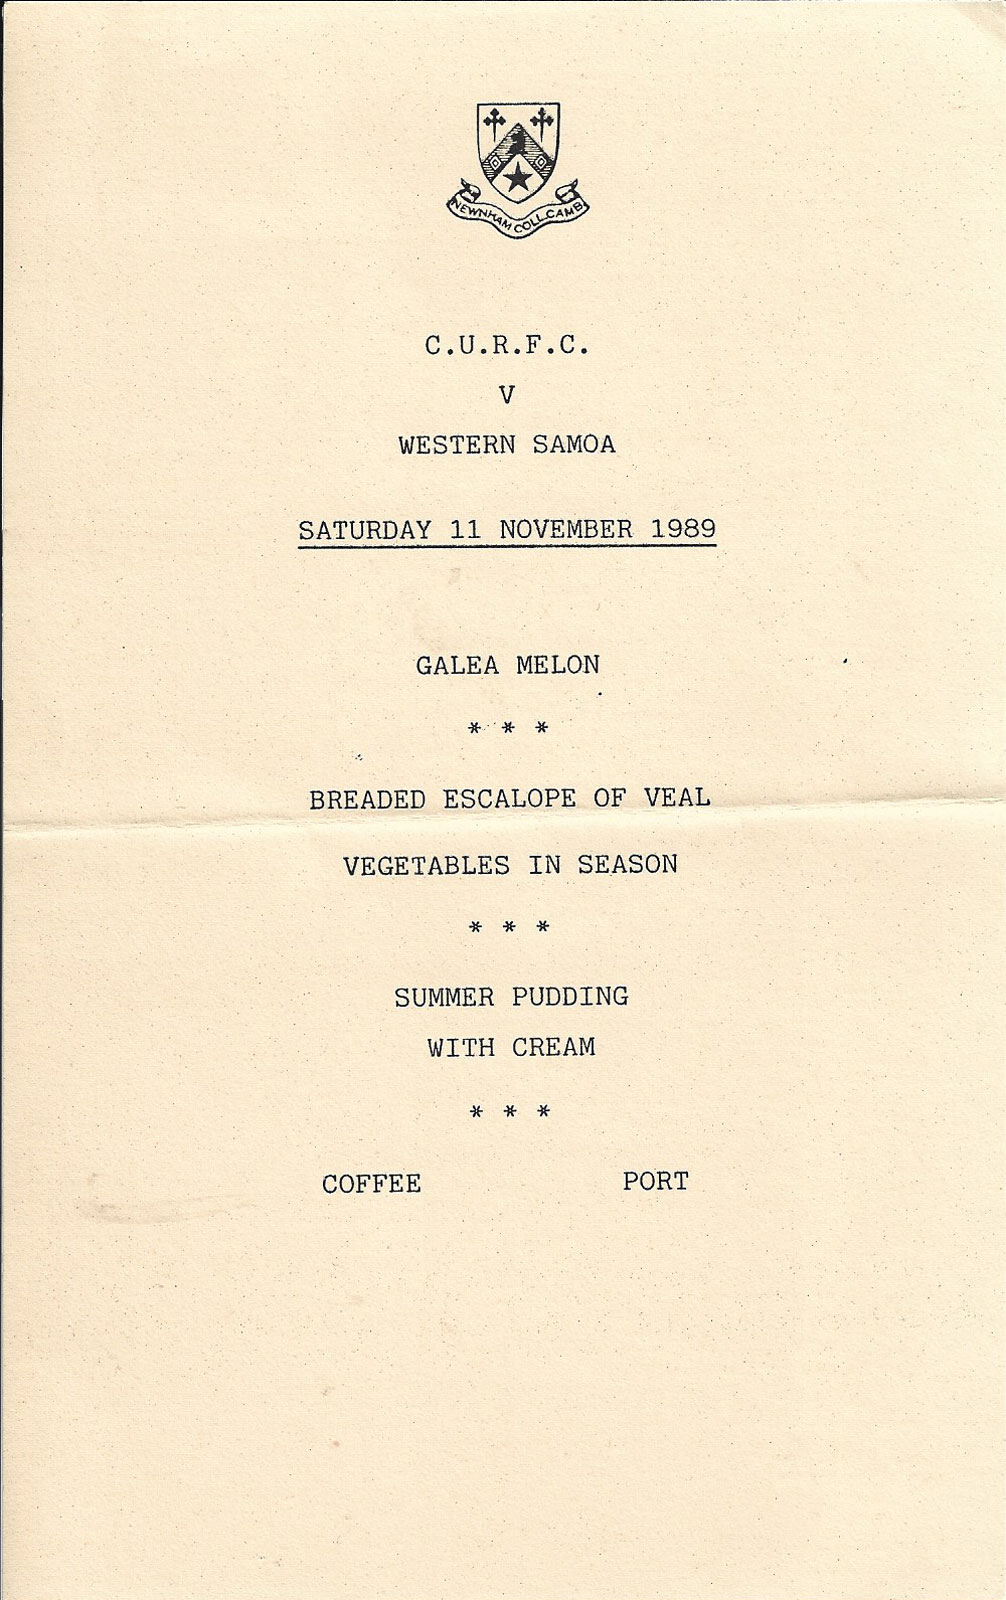 NEWNHAM COLL. CAMB
C.U.R.F.C.
V
WESTERN SAMOA
SATURDAY 11 NOVEMBER 1989
GALEA MELON
* * *
BREADED ESCALOPE OF VEAL
VEGETABLES IN SEASON
* * *
SUMMER PUDDING
WITH CREAM
* * *
COFFEE PORT